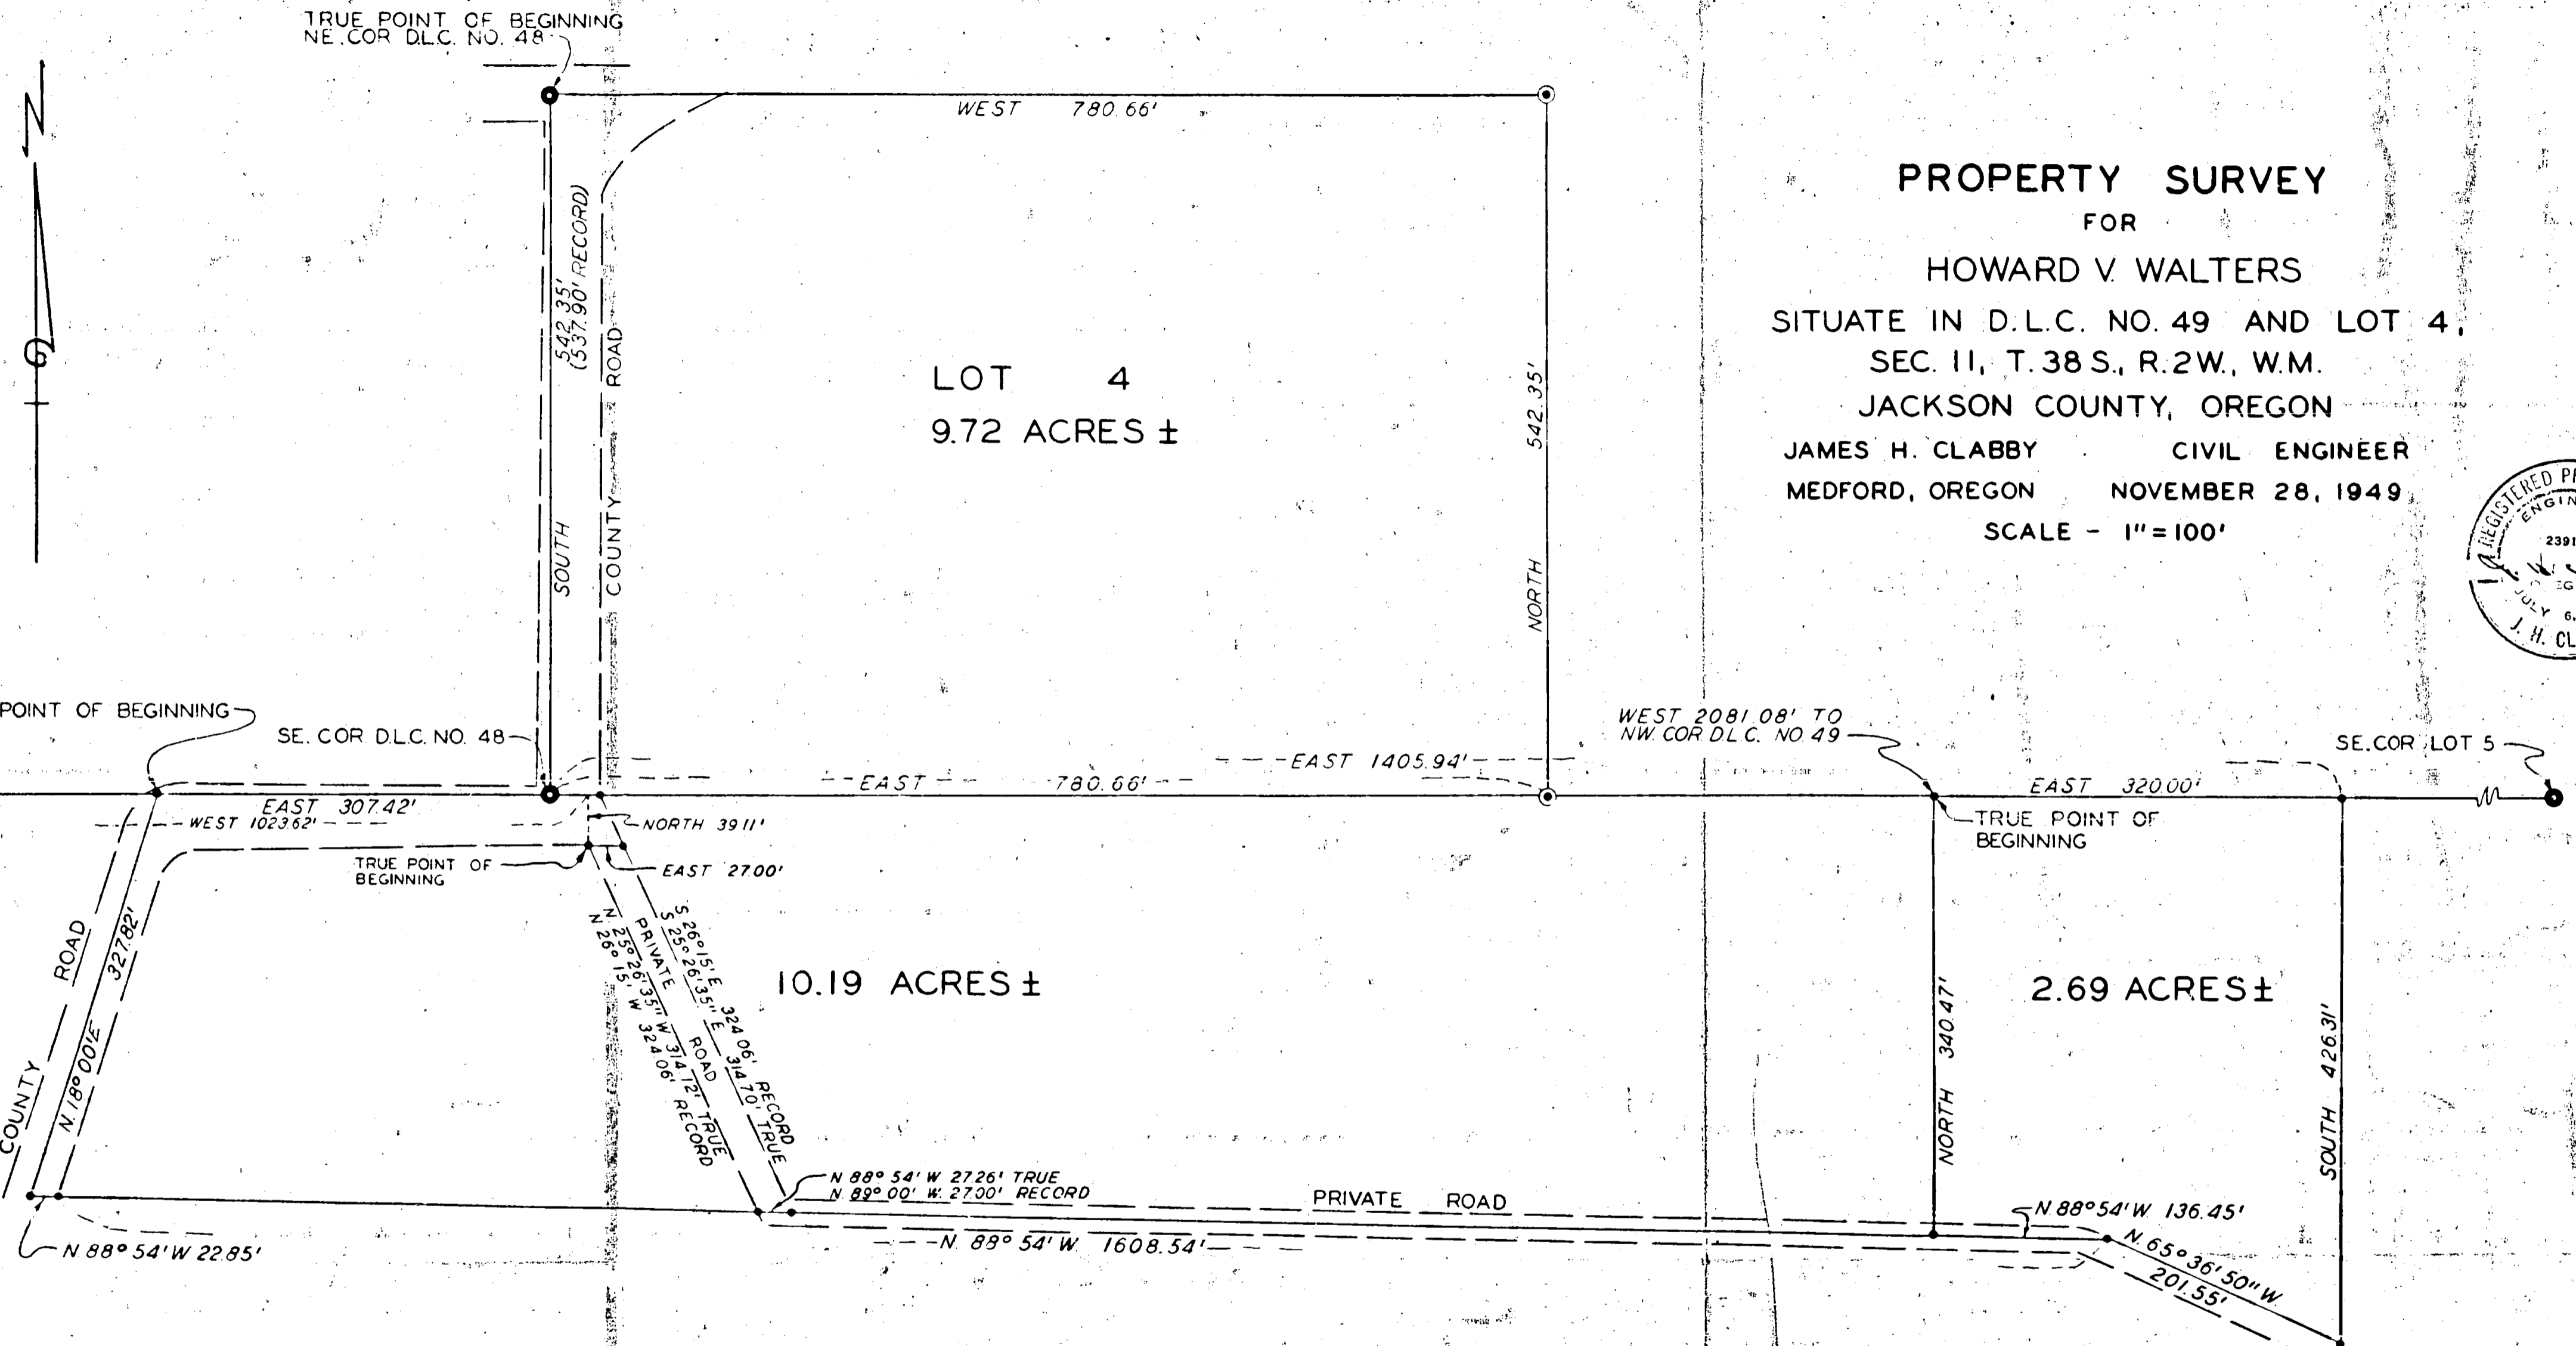 TRUE POINT OF BEGINNING
NE. COR D.L.C. NO. 48
N
WEST 780.66'
PROPERTY SURVEY
FOR
HOWARD V. WALTERS
SITUATE IN D.L.C. NO. 49 AND LOT 4,
SEC. 11, T. 38 S., R. 2 W., W.M.
JACKSON COUNTY, OREGON
JAMES H. CLABBY CIVIL ENGINEER
MEDFORD, OREGON NOVEMBER 28, 1949
SCALE - 1" = 100'
REGISTERED
2391
JULY 6,
J. H.
SOUTH 542.35'
(537.90' RECORD)
COUNTY ROAD
LOT 4
9.72 ACRES ±
NORTH 542.35'
POINT OF BEGINNING
SE. COR. D.L.C. NO. 48
WEST 2081.08' TO
NW. COR D.L.C. NO. 49
SE. COR. LOT 5
EAST 1405.94'
EAST 780.66'
EAST 320.00'
EAST 307.42'
WEST 1023.62'
NORTH 39.11'
TRUE POINT OF
BEGINNING
TRUE POINT OF
BEGINNING
EAST 27.00'
COUNTY ROAD
N. 18° 00' E 327.82'
S 26° 15' E 324.06' RECORD
S 25° 26' 35" E 314.70' TRUE
PRIVATE ROAD
N 25° 26' 35" W 314.12' TRUE
N 26° 15' W 324.06' RECORD
10.19 ACRES ±
NORTH 340.47'
2.69 ACRES ±
SOUTH 426.31'
N 88° 54' W 27.26' TRUE
N. 89° 00' W. 27.00' RECORD
PRIVATE ROAD
N 88° 54' W. 136.45'
N 88° 54' W 22.85'
N. 88° 54' W. 1608.54'
N. 65° 36' 50" W.
201.55'